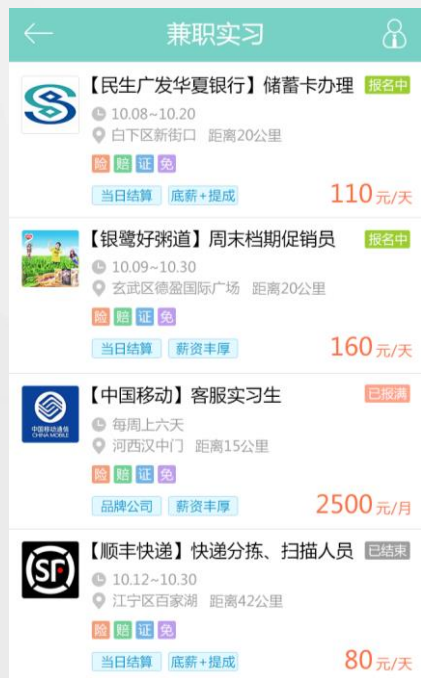 兼职实习
【民生广发华夏银行】储蓄卡办理 报名中
10.08~10.20
白下区新街口 距离20公里
险 赔 证 免
当日结算 底薪+提成 110元/天
【银鹭好粥道】周末档期促销员 报名中
10.09~10.30
玄武区德盈国际广场 距离20公里
险 赔 证 免
当日结算 薪资丰厚 160元/天
【中国移动】客服实习生 已报满
中国移动通信
CHINA MOBILE
每周上六天
河西汉中门 距离15公里
险 赔 证 免
品牌公司 薪资丰厚 2500元/月
【顺丰快递】快递分拣、扫描人员 已结束
SF
10.12~10.30
江宁区百家湖 距离42公里
险 赔 证 免
当日结算 底薪+提成 80元/天